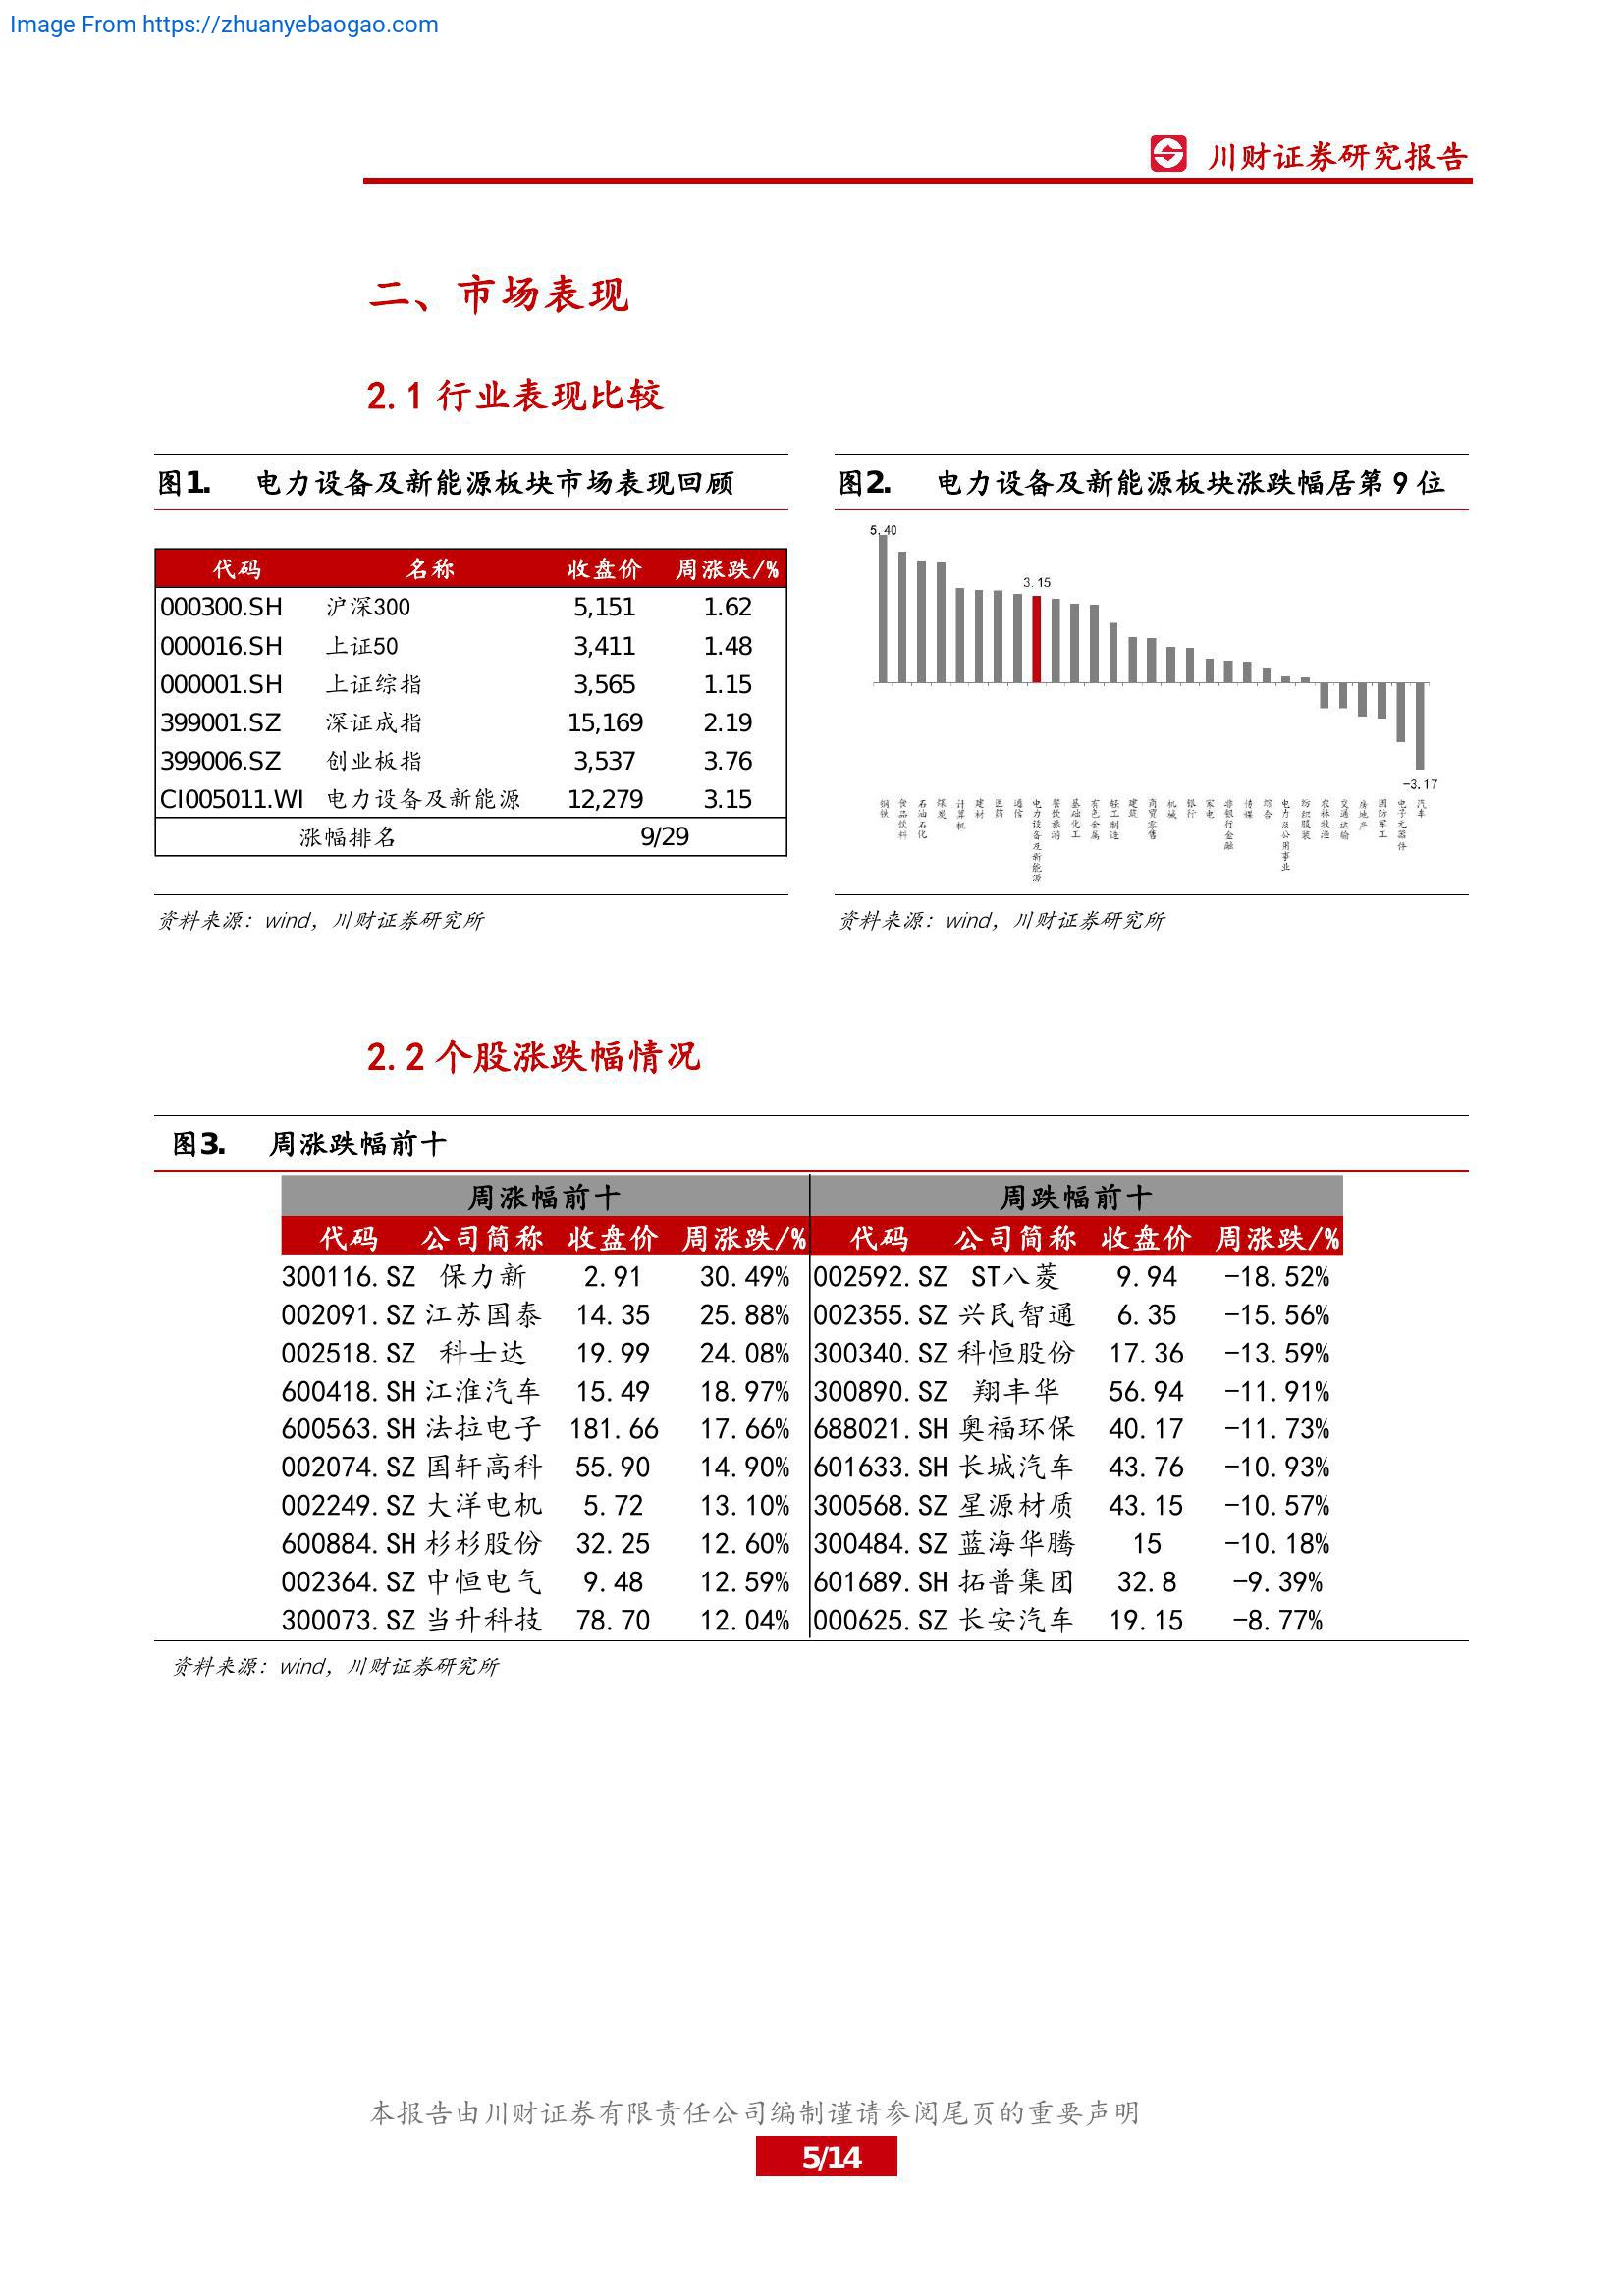 Image From https://zhuanyebaogao.com
川财证券研究报告
二、市场表现
2.1 行业表现比较
图1. 电力设备及新能源板块市场表现回顾
代码 名称 收盘价 周涨跌/%
000300.SH 沪深300 5,151 1.62
000016.SH 上证50 3,411 1.48
000001.SH 上证综指 3,565 1.15
399001.SZ 深证成指 15,169 2.19
399006.SZ 创业板指 3,537 3.76
CI005011.WI 电力设备及新能源 12,279 3.15
涨幅排名 9/29
资料来源：wind，川财证券研究所
图2. 电力设备及新能源板块涨跌幅居第 9 位
5.40
3.15
-3.17
钢铁
食品饮料
石油石化
煤炭
计算机
建材
医药
通信
电力设备及新能源
餐饮旅游
基础化工
有色金属
轻工制造
建筑
商贸零售
机械
银行
家电
非银行金融
传媒
综合
电力及公用事业
纺织服装
农林牧渔
交通运输
房地产
国防军工
电子元器件
汽车
资料来源：wind，川财证券研究所
2.2 个股涨跌幅情况
图3. 周涨跌幅前十
周涨幅前十 周跌幅前十
代码 公司简称 收盘价 周涨跌/% 代码 公司简称 收盘价 周涨跌/%
300116.SZ 保力新 2.91 30.49% 002592.SZ ST八菱 9.94 -18.52%
002091.SZ 江苏国泰 14.35 25.88% 002355.SZ 兴民智通 6.35 -15.56%
002518.SZ 科士达 19.99 24.08% 300340.SZ 科恒股份 17.36 -13.59%
600418.SH 江淮汽车 15.49 18.97% 300890.SZ 翔丰华 56.94 -11.91%
600563.SH 法拉电子 181.66 17.66% 688021.SH 奥福环保 40.17 -11.73%
002074.SZ 国轩高科 55.90 14.90% 601633.SH 长城汽车 43.76 -10.93%
002249.SZ 大洋电机 5.72 13.10% 300568.SZ 星源材质 43.15 -10.57%
600884.SH 杉杉股份 32.25 12.60% 300484.SZ 蓝海华腾 15 -10.18%
002364.SZ 中恒电气 9.48 12.59% 601689.SH 拓普集团 32.8 -9.39%
300073.SZ 当升科技 78.70 12.04% 000625.SZ 长安汽车 19.15 -8.77%
资料来源：wind，川财证券研究所
本报告由川财证券有限责任公司编制谨请参阅尾页的重要声明
5/14